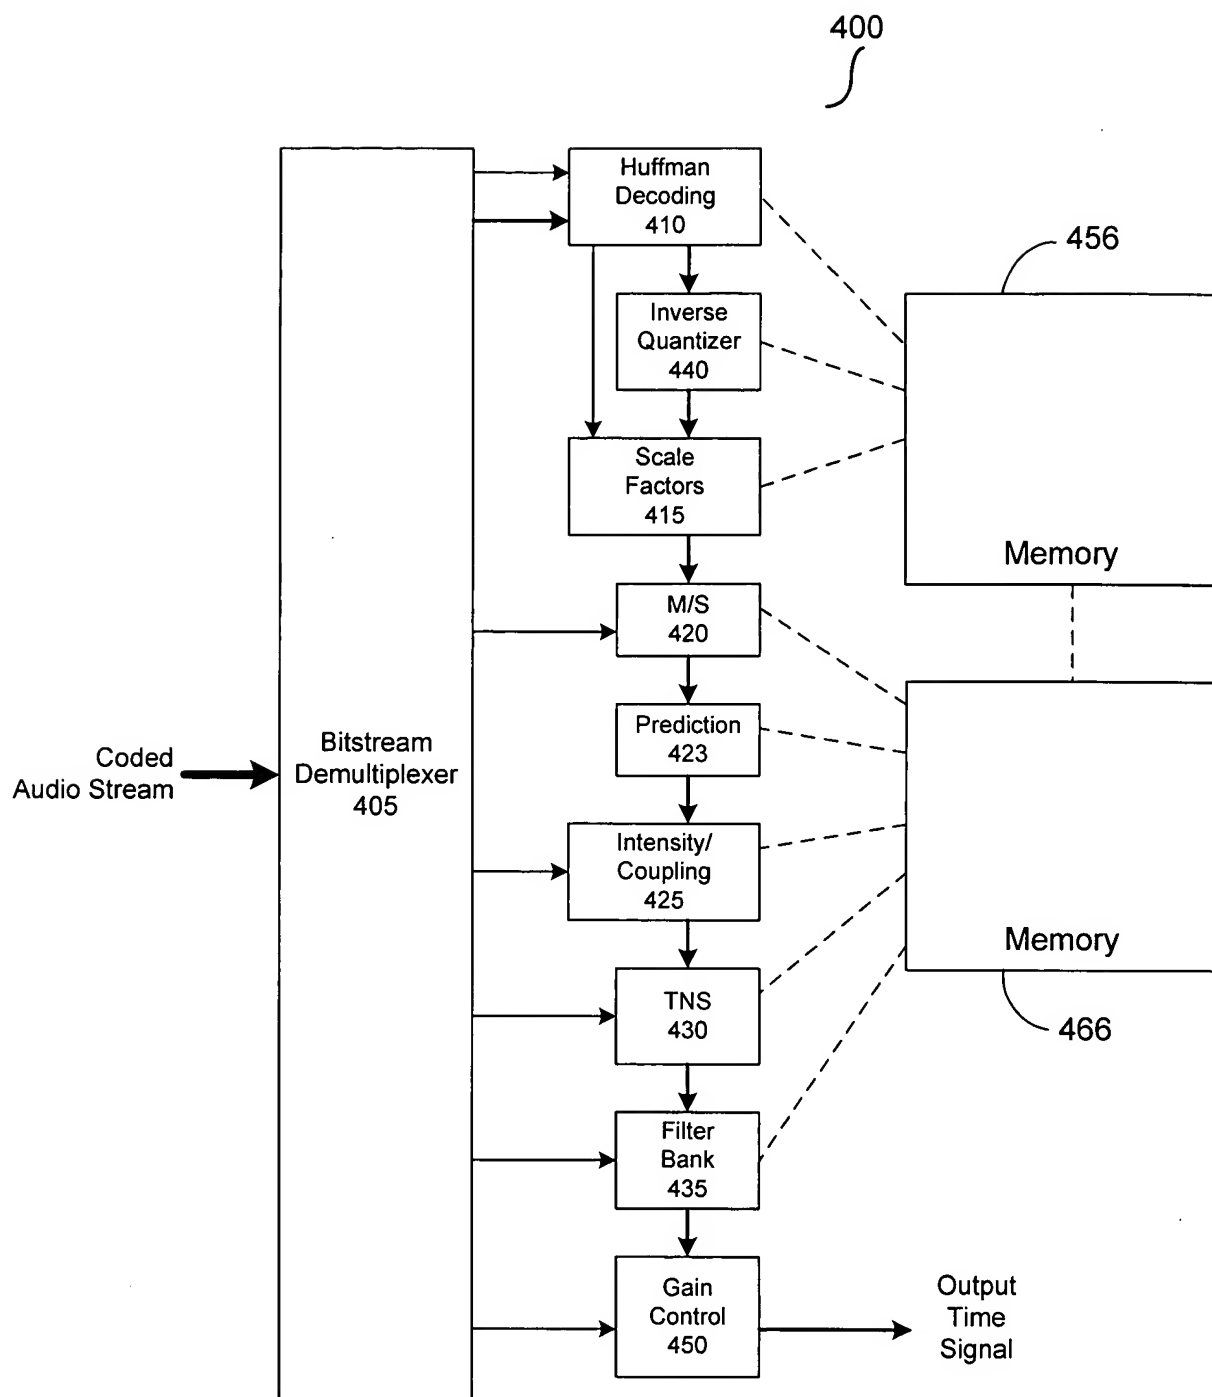 400
Huffman
Decoding
410
456
Inverse
Quantizer
440
Scale
Factors
415
Memory
M/S
420
Prediction
423
Bitstream
Demultiplexer
405
Coded
Audio Stream
Intensity/
Coupling
425
Memory
466
TNS
430
Filter
Bank
435
Gain
Control
450
Output
Time
Signal